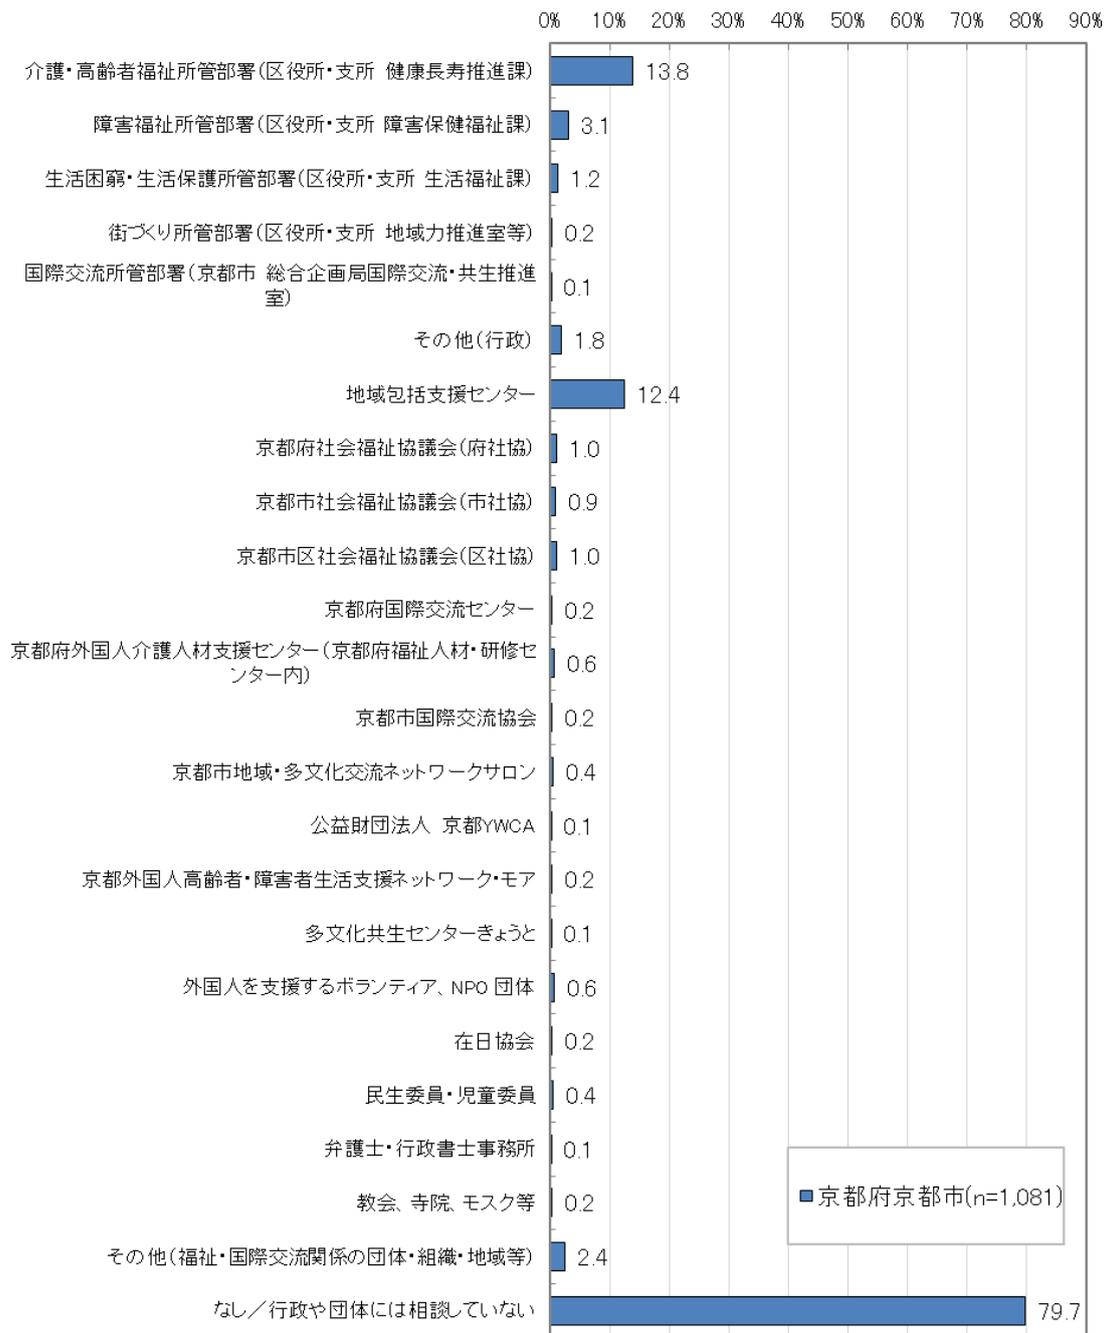 0% 10% 20% 30% 40% 50% 60% 70% 80% 90%
介護・高齢者福祉所管部署(区役所・支所 健康長寿推進課) 13.8
障害福祉所管部署(区役所・支所 障害保健福祉課) 3.1
生活困窮・生活保護所管部署(区役所・支所 生活福祉課) 1.2
街づくり所管部署(区役所・支所 地域力推進室等) 0.2
国際交流所管部署(京都市 総合企画局国際交流・共生推進
室) 0.1
その他(行政) 1.8
地域包括支援センター 12.4
京都府社会福祉協議会(府社協) 1.0
京都市社会福祉協議会(市社協) 0.9
京都市区社会福祉協議会(区社協) 1.0
京都府国際交流センター 0.2
京都府外国人介護人材支援センター(京都府福祉人材・研修セ
ンター内) 0.6
京都市国際交流協会 0.2
京都市地域・多文化交流ネットワークサロン 0.4
公益財団法人 京都YWCA 0.1
京都外国人高齢者・障害者生活支援ネットワーク・モア 0.2
多文化共生センターきょうと 0.1
外国人を支援するボランティア、NPO 団体 0.6
在日協会 0.2
民生委員・児童委員 0.4
弁護士・行政書士事務所 0.1
教会、寺院、モスク等 0.2
その他(福祉・国際交流関係の団体・組織・地域等) 2.4
なし／行政や団体には相談していない 79.7
京都府京都市(n=1,081)